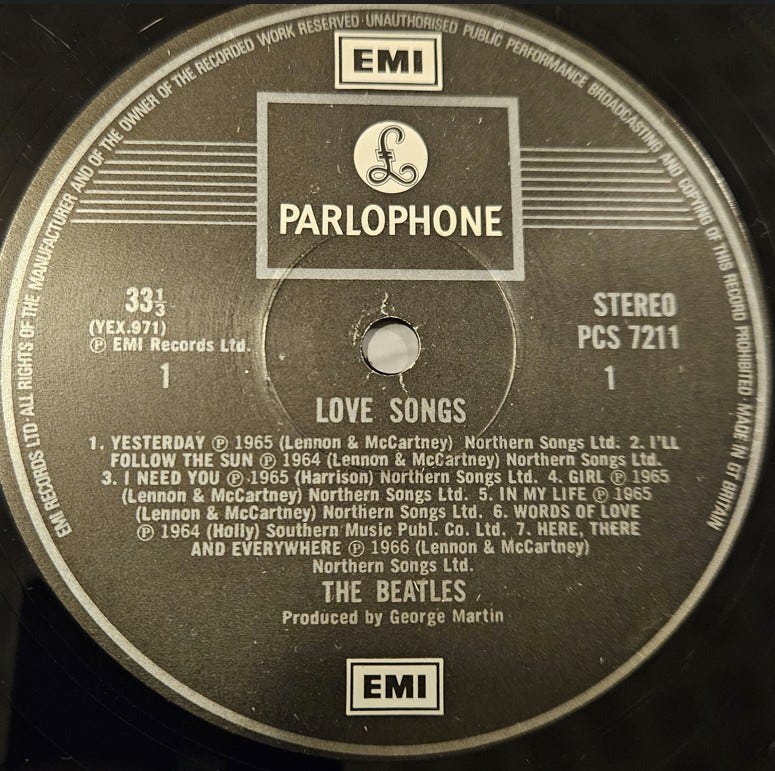 EMI RECORDS LTD · ALL RIGHTS OF THE MANUFACTURER AND OF THE OWNER OF THE RECORDED WORK RESERVED · UNAUTHORISED PUBLIC PERFORMANCE BROADCASTING AND COPYING OF THIS RECORD PROHIBITED · MADE IN GT BRITAIN
EMI
£
PARLOPHONE
33⅓
(YEX.971)
℗ EMI Records Ltd.
1
STEREO
PCS 7211
1
LOVE SONGS
1. YESTERDAY ℗ 1965 (Lennon & McCartney) Northern Songs Ltd. 2. I'LL
FOLLOW THE SUN ℗ 1964 (Lennon & McCartney) Northern Songs Ltd.
3. I NEED YOU ℗ 1965 (Harrison) Northern Songs Ltd. 4. GIRL ℗ 1965
(Lennon & McCartney) Northern Songs Ltd. 5. IN MY LIFE ℗ 1965
(Lennon & McCartney) Northern Songs Ltd. 6. WORDS OF LOVE
℗ 1964 (Holly) Southern Music Publ. Co. Ltd. 7. HERE, THERE
AND EVERYWHERE ℗ 1966 (Lennon & McCartney)
Northern Songs Ltd.
THE BEATLES
Produced by George Martin
EMI